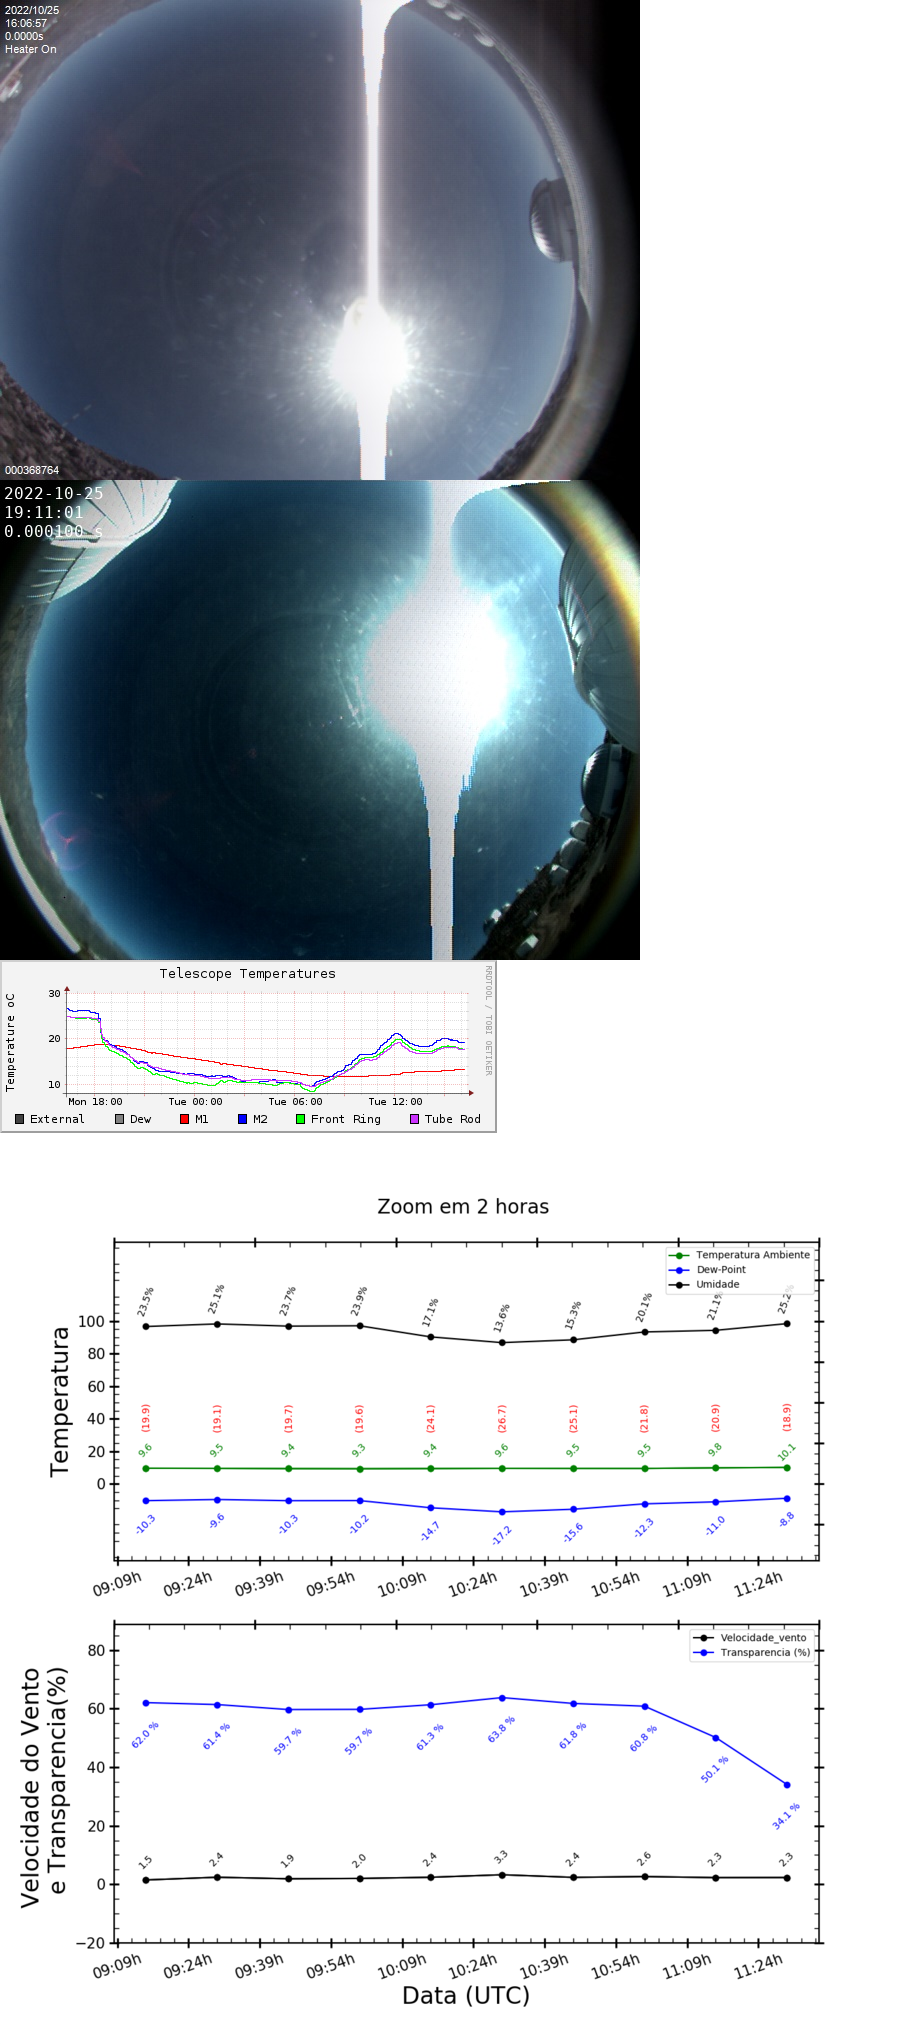 2022/10/25
16:06:57
0.0000s
Heater On
000368764
2022-10-25
19:11:01
0.000100 s
Telescope Temperatures
RRDTOOL / TOBI OETIKER
Temperature oC
30
20
10
Mon 18:00 Tue 00:00 Tue 06:00 Tue 12:00
External Dew M1 M2 Front Ring Tube Rod
Zoom em 2 horas
Temperatura Ambiente
Dew-Point
Umidade
23.5% 25.1% 23.7% 23.9% 17.1% 13.6% 15.3% 20.1% 21.1% 25.2%
Temperatura
100
80
60
40
20
0
(19.9) (19.1) (19.7) (19.6) (24.1) (26.7) (25.1) (21.8) (20.9) (18.9)
9.6 9.5 9.4 9.3 9.4 9.6 9.5 9.5 9.8 10.1
-10.3 -9.6 -10.3 -10.2 -14.7 -17.2 -15.6 -12.3 -11.0 -8.8
09:09h 09:24h 09:39h 09:54h 10:09h 10:24h 10:39h 10:54h 11:09h 11:24h
Velocidade_vento
Transparencia (%)
Velocidade do Vento
e Transparencia(%)
80
60
40
20
0
−20
62.0 % 61.4 % 59.7 % 59.7 % 61.3 % 63.8 % 61.8 % 60.8 % 50.1 % 34.1 %
1.5 2.4 1.9 2.0 2.4 3.3 2.4 2.6 2.3 2.3
09:09h 09:24h 09:39h 09:54h 10:09h 10:24h 10:39h 10:54h 11:09h 11:24h
Data (UTC)